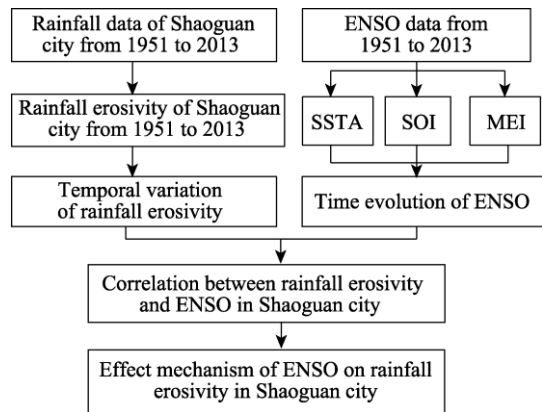 Rainfall data of Shaoguan
city from 1951 to 2013
ENSO data from
1951 to 2013
Rainfall erosivity of Shaoguan
city from 1951 to 2013
SSTA
SOI
MEI
Temporal variation
of rainfall erosivity
Time evolution of ENSO
Correlation between rainfall erosivity
and ENSO in Shaoguan city
Effect mechanism of ENSO on rainfall
erosivity in Shaoguan city